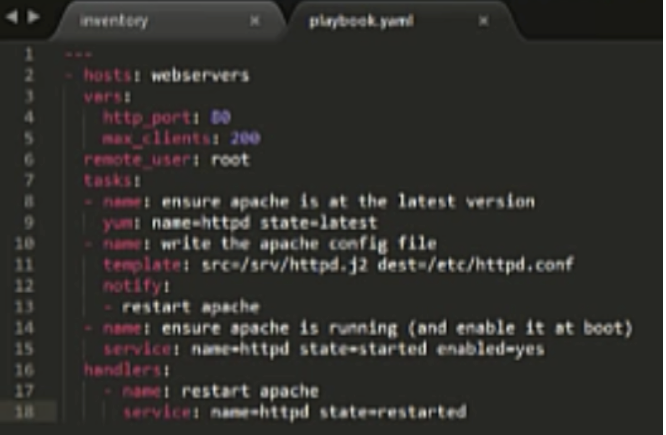 inventory
playbook.yaml
1 ---
2 - hosts: webservers
3 vars:
4 http_port: 80
5 max_clients: 200
6 remote_user: root
7 tasks:
8 - name: ensure apache is at the latest version
9 yum: name=httpd state=latest
10 - name: write the apache config file
11 template: src=/srv/httpd.j2 dest=/etc/httpd.conf
12 notify:
13 - restart apache
14 - name: ensure apache is running (and enable it at boot)
15 service: name=httpd state=started enabled=yes
16 handlers:
17 - name: restart apache
18 service: name=httpd state=restarted